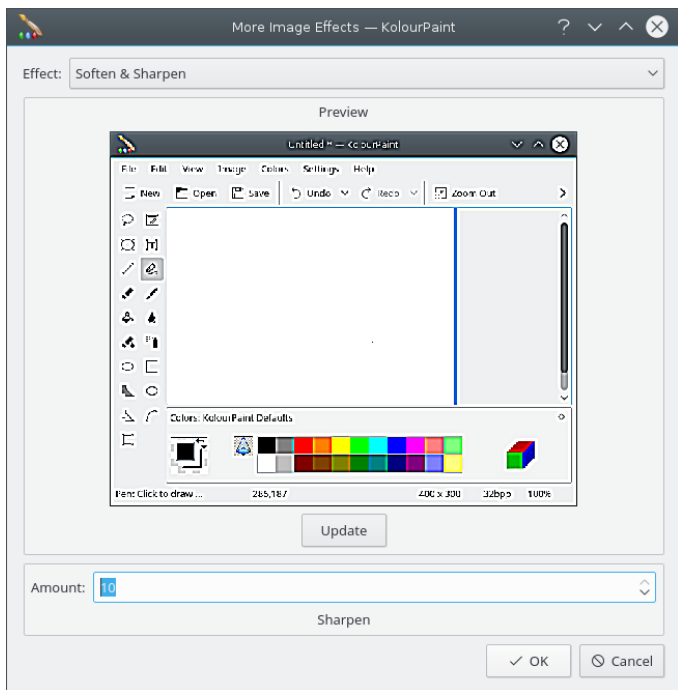 More Image Effects — KolourPaint
Effect: Soften & Sharpen
Preview
Untitled * — KolourPaint
File Edit View Image Colors Settings Help
New Open Save Undo Redo Zoom Out
Colors: KolourPaint Defaults
Pen: Click to draw ... 285,187 400 x 300 32bpp 100%
Update
Amount: 10
Sharpen
OK Cancel